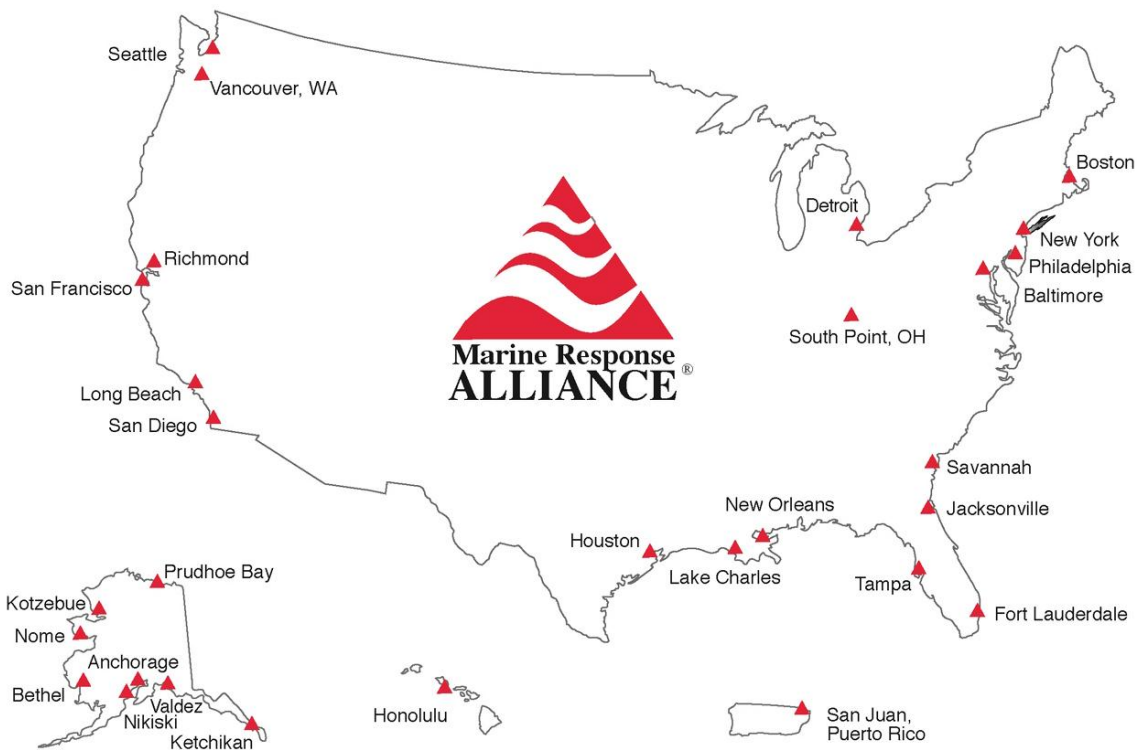 Seattle
Vancouver, WA
Boston
Detroit
New York
Philadelphia
Baltimore
Richmond
San Francisco
South Point, OH
Marine Response
ALLIANCE®
Long Beach
San Diego
Savannah
Jacksonville
New Orleans
Houston
Lake Charles
Tampa
Fort Lauderdale
Prudhoe Bay
Kotzebue
Nome
Anchorage
Bethel
Valdez
Nikiski
Ketchikan
Honolulu
San Juan,
Puerto Rico